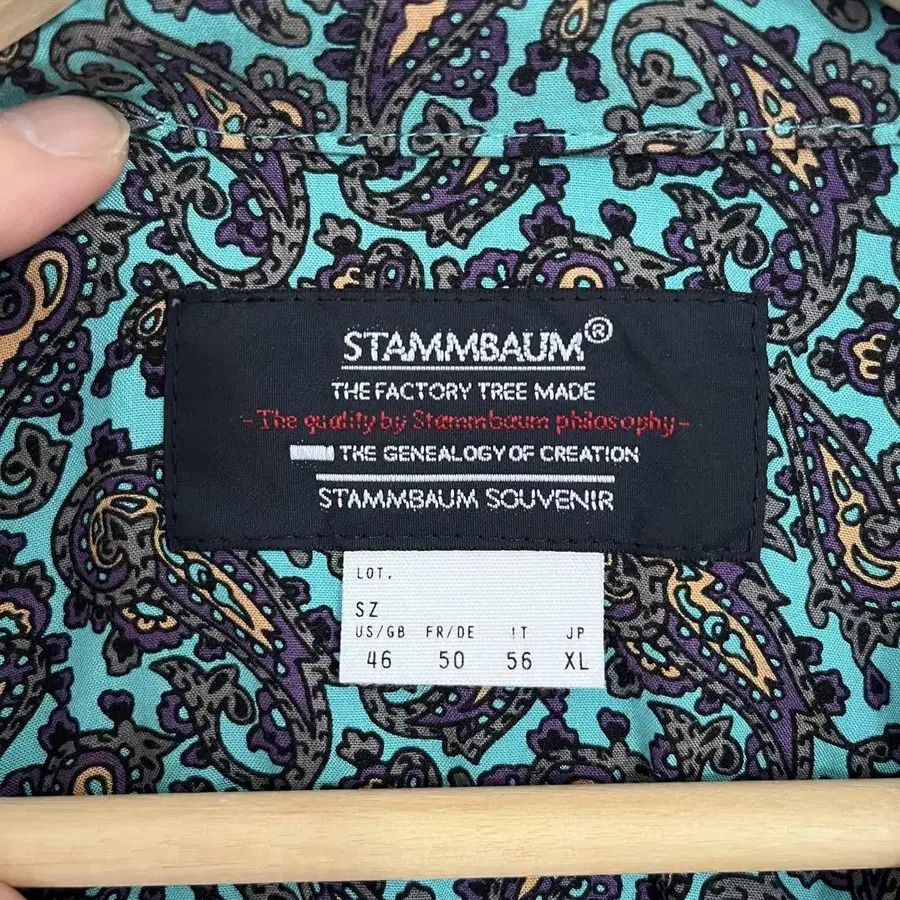 STAMMBAUM®
THE FACTORY TREE MADE
-The quality by Stammbaum philosophy-
THE GENEALOGY OF CREATION
STAMMBAUM SOUVENIR
LOT.
SZ
US/GB FR/DE IT JP
46 50 56 XL